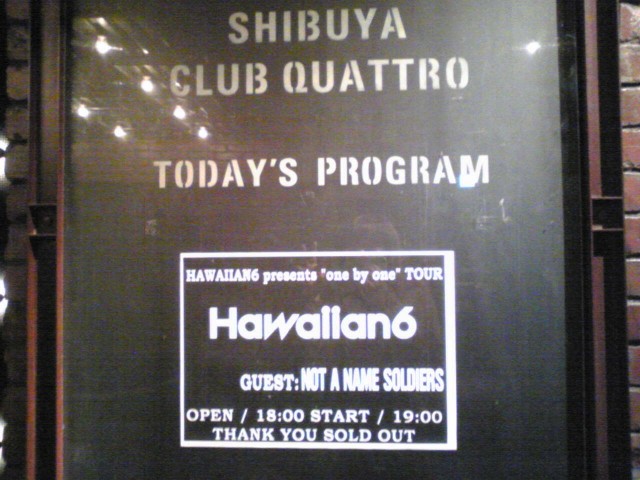 SHIBUYA
CLUB QUATTRO
TODAY'S PROGRAM
HAWAIIAN6 presents "one by one" TOUR
Hawaiian6
GUEST: NOT A NAME SOLDIERS
OPEN / 18:00 START / 19:00
THANK YOU SOLD OUT